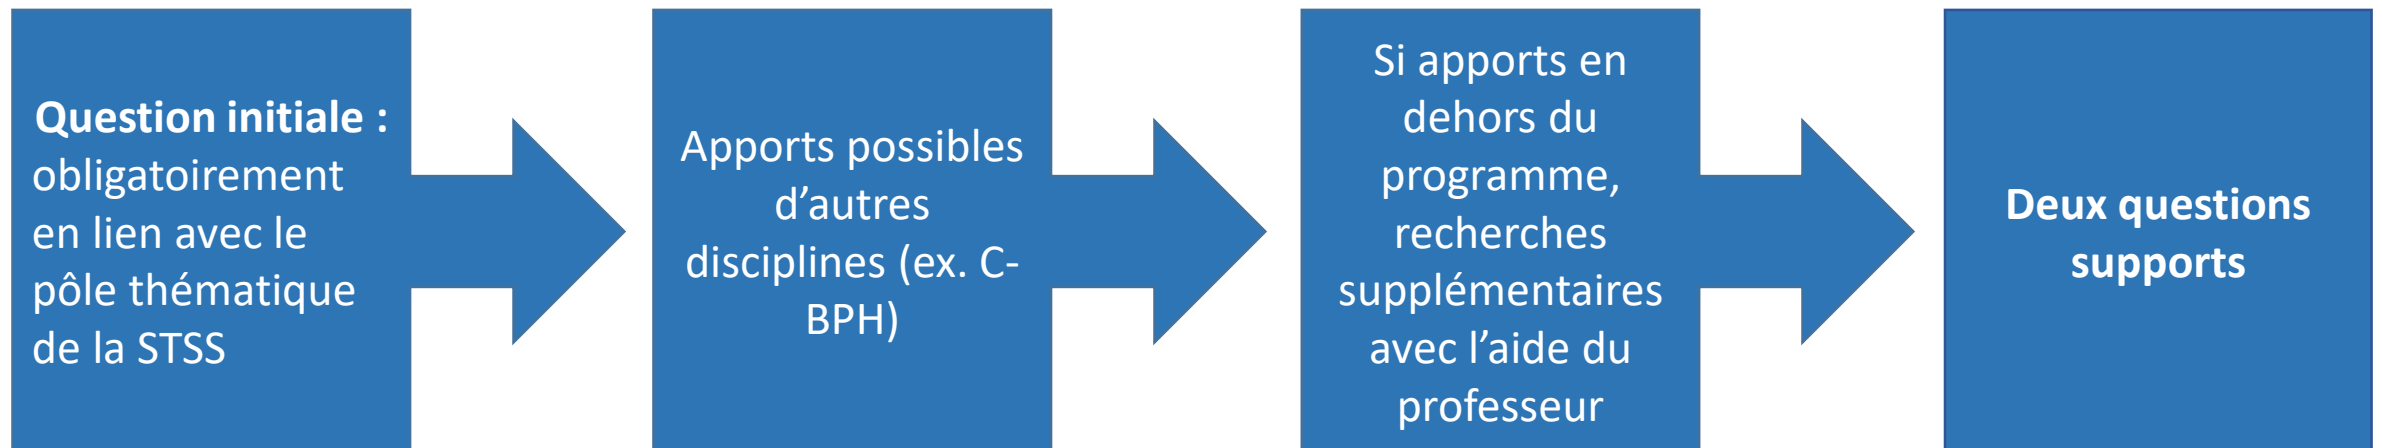 Question initiale :
obligatoirement
en lien avec le
pôle thématique
de la STSS
Apports possibles
d’autres
disciplines (ex. C-
BPH)
Si apports en
dehors du
programme,
recherches
supplémentaires
avec l’aide du
professeur
Deux questions
supports